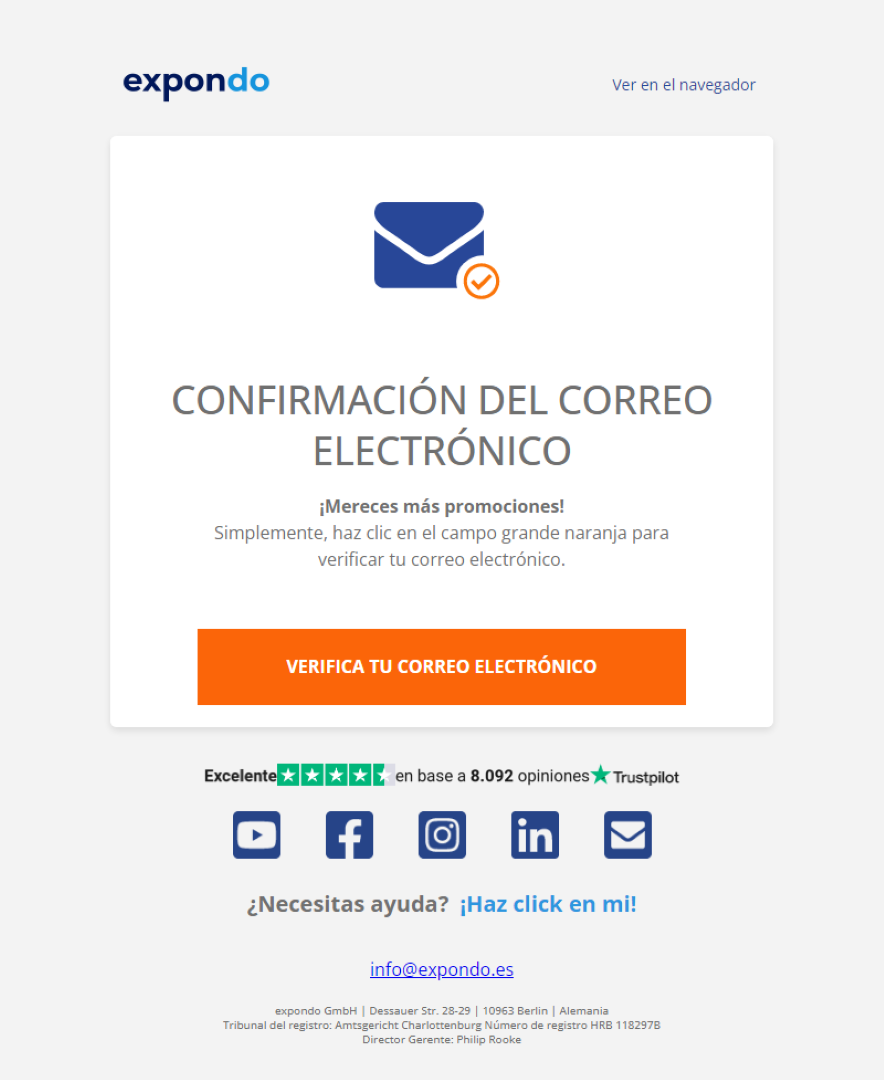 expondo
Ver en el navegador
CONFIRMACIÓN DEL CORREO
ELECTRÓNICO
¡Mereces más promociones!
Simplemente, haz clic en el campo grande naranja para
verificar tu correo electrónico.
VERIFICA TU CORREO ELECTRÓNICO
Excelente en base a 8.092 opiniones Trustpilot
in
¿Necesitas ayuda? ¡Haz click en mi!
info@expondo.es
expondo GmbH | Dessauer Str. 28-29 | 10963 Berlin | Alemania
Tribunal del registro: Amtsgericht Charlottenburg Número de registro HRB 118297B
Director Gerente: Philip Rooke